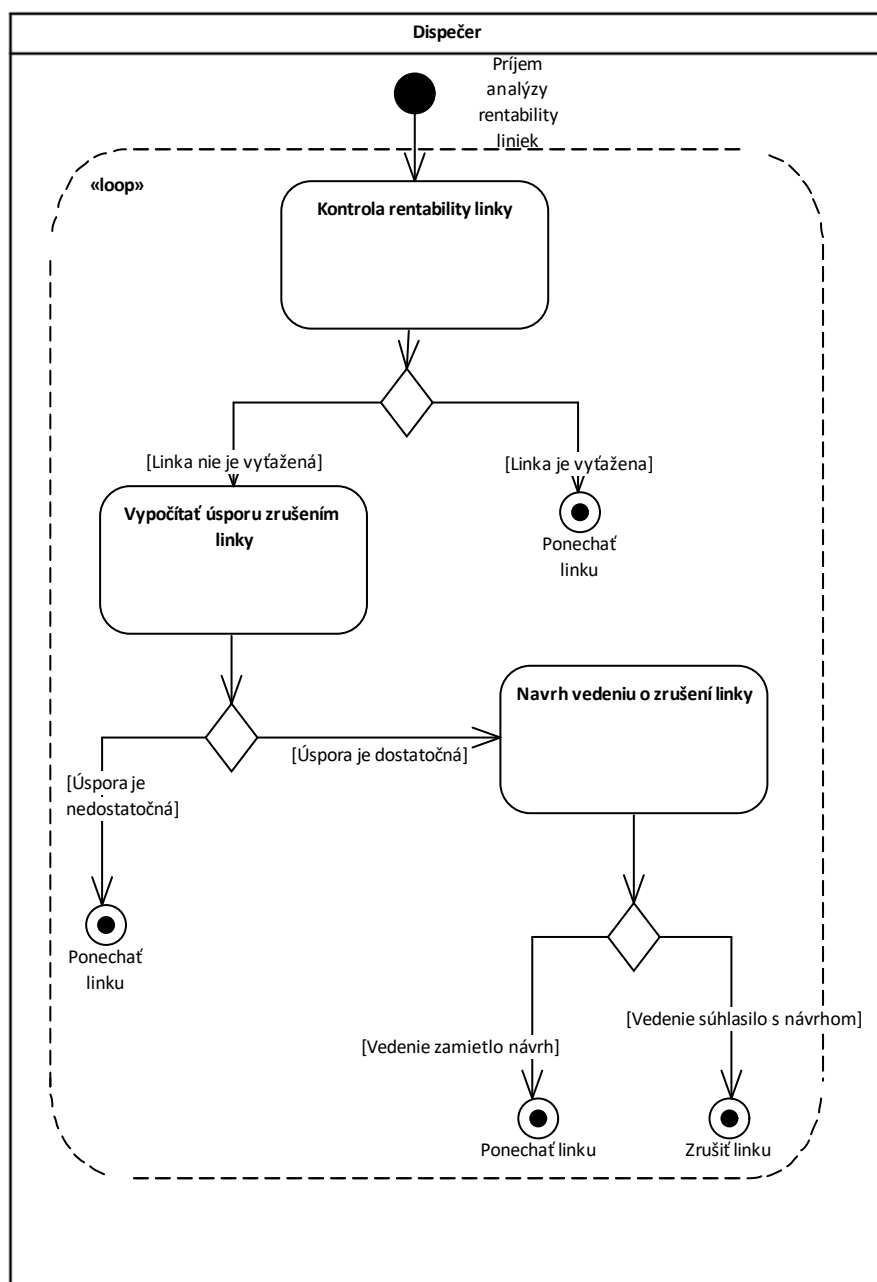 Dispečer
Príjem
analýzy
rentability
liniek
«loop»
Kontrola rentability linky
[Linka nie je vyťažená]
[Linka je vyťažena]
Vypočítať úsporu zrušením
linky
Ponechať
linku
Navrh vedeniu o zrušení linky
[Úspora je dostatočná]
[Úspora je
nedostatočná]
Ponechať
linku
[Vedenie súhlasilo s návrhom]
[Vedenie zamietlo návrh]
Ponechať linku
Zrušiť linku